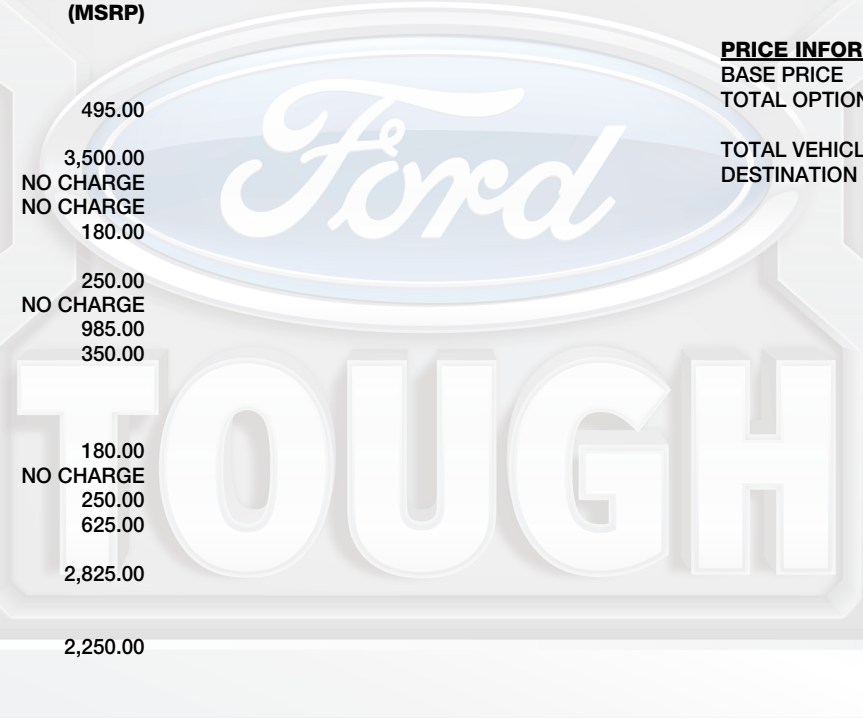 (MSRP)
495.00
3,500.00
NO CHARGE
NO CHARGE
180.00
250.00
NO CHARGE
985.00
350.00
180.00
NO CHARGE
250.00
625.00
2,825.00
2,250.00
PRICE INFOR
BASE PRICE
TOTAL OPTION
TOTAL VEHICL
DESTINATION
Ford
TOUGH